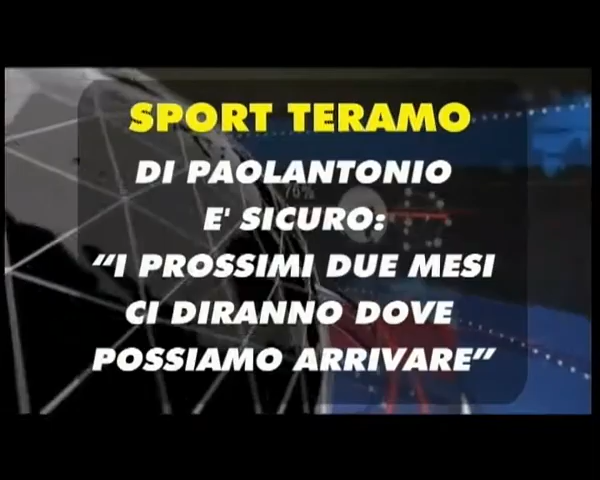 SPORT TERAMO
DI PAOLANTONIO
E' SICURO:
“I PROSSIMI DUE MESI
CI DIRANNO DOVE
POSSIAMO ARRIVARE”